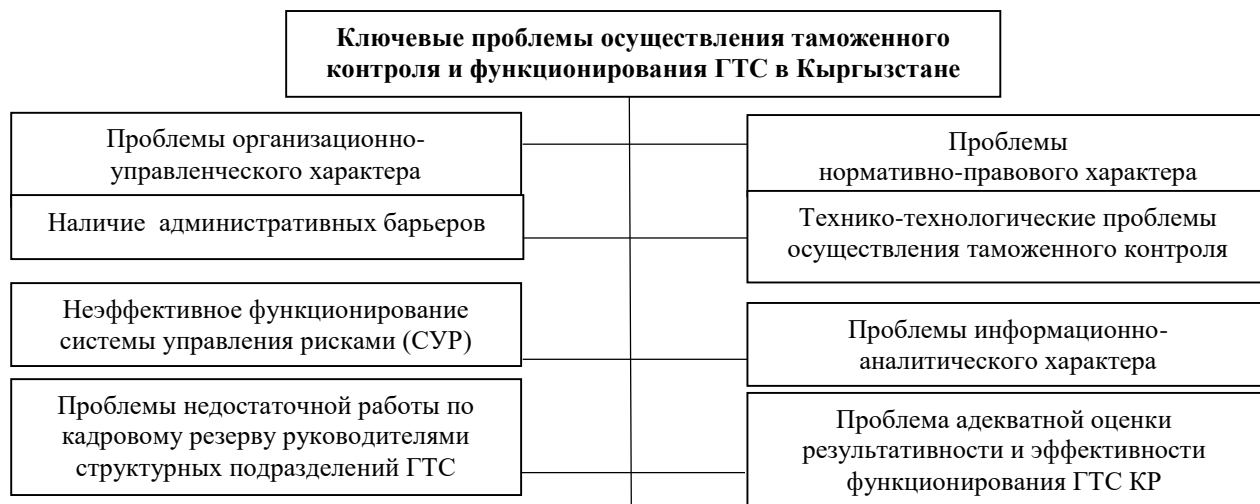 Ключевые проблемы осуществления таможенного
контроля и функционирования ГТС в Кыргызстане
Проблемы организационно-
управленческого характера
Проблемы
нормативно-правового характера
Наличие административных барьеров
Технико-технологические проблемы
осуществления таможенного контроля
Неэффективное функционирование
системы управления рисками (СУР)
Проблемы информационно-
аналитического характера
Проблемы недостаточной работы по
кадровому резерву руководителями
структурных подразделений ГТС
Проблема адекватной оценки
результативности и эффективности
функционирования ГТС КР